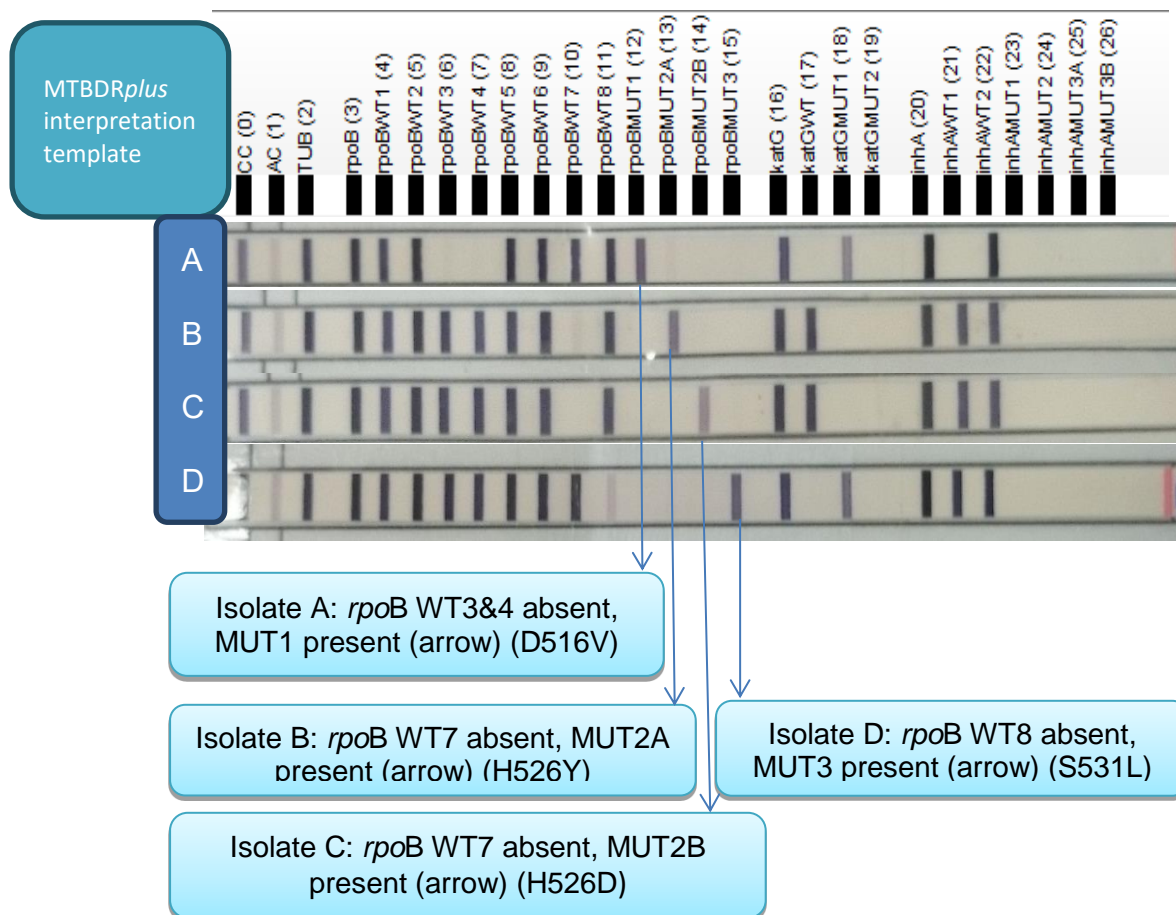 MTBDRplus
interpretation
template
CC (0)
AC (1)
TUB (2)
rpoB (3)
rpoBWT1 (4)
rpoBWT2 (5)
rpoBWT3 (6)
rpoBWT4 (7)
rpoBWT5 (8)
rpoBWT6 (9)
rpoBWT7 (10)
rpoBWT8 (11)
rpoBMUT1 (12)
rpoBMUT2A (13)
rpoBMUT2B (14)
rpoBMUT3 (15)
katG (16)
katGWT (17)
katGMUT1 (18)
katGMUT2 (19)
inhA (20)
inhAWT1 (21)
inhAWT2 (22)
inhAMUT1 (23)
inhAMUT2 (24)
inhAMUT3A (25)
inhAMUT3B (26)
A
B
C
D
Isolate A: rpoB WT3&4 absent,
MUT1 present (arrow) (D516V)
Isolate B: rpoB WT7 absent, MUT2A
present (arrow) (H526Y)
Isolate D: rpoB WT8 absent,
MUT3 present (arrow) (S531L)
Isolate C: rpoB WT7 absent, MUT2B
present (arrow) (H526D)